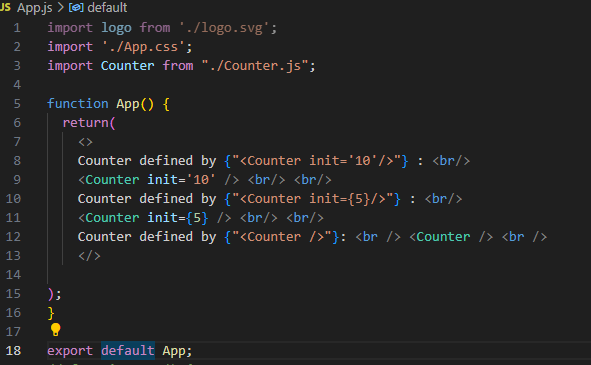 JS App.js > default
1 import logo from './logo.svg';
2 import './App.css';
3 import Counter from "./Counter.js";
4
5 function App() {
6 return(
7 <>
8 Counter defined by {"<Counter init='10'/>"} : <br/>
9 <Counter init='10' /> <br/> <br/>
10 Counter defined by {"<Counter init={5}/>"} : <br/>
11 <Counter init={5} /> <br/> <br/>
12 Counter defined by {"<Counter />"}: <br /> <Counter /> <br />
13 </>
14
15 );
16 }
17
18 export default App;